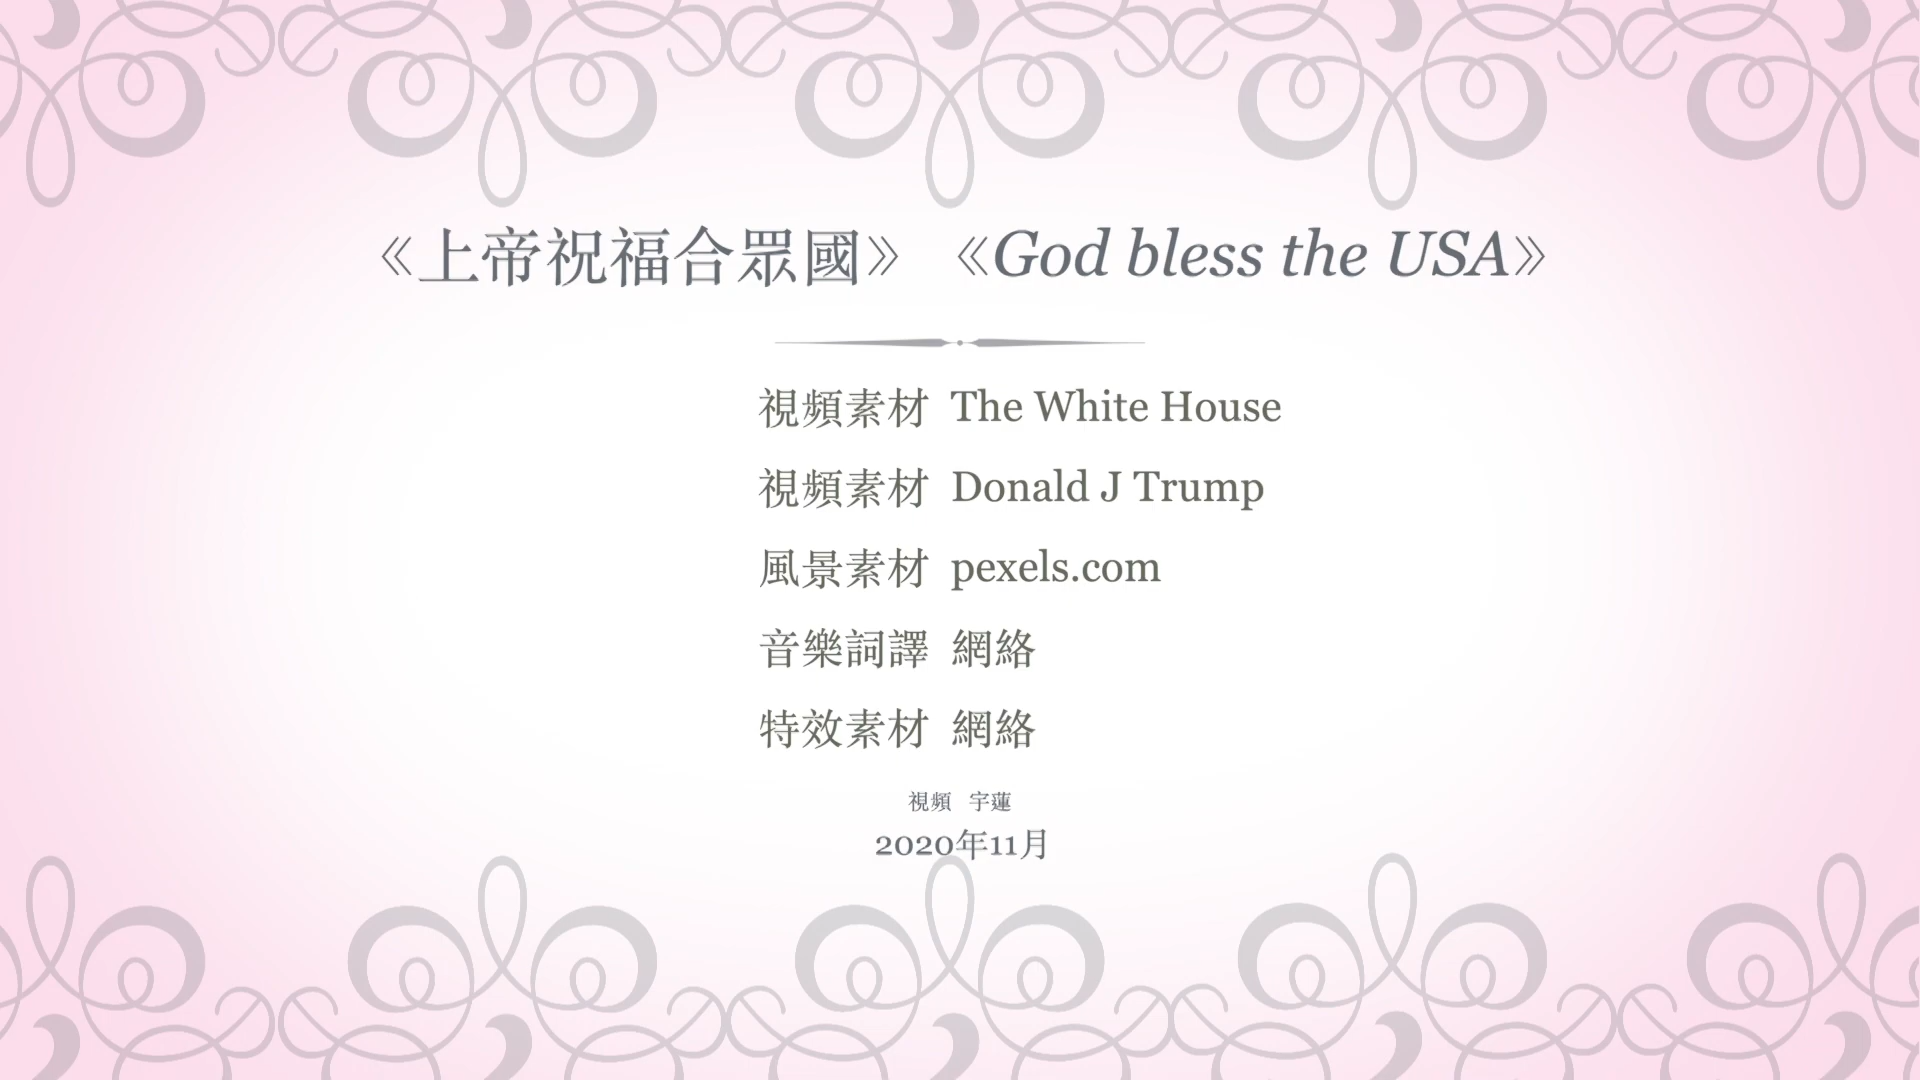 《上帝祝福合眾國》 《God bless the USA》
視頻素材 The White House
視頻素材 Donald J Trump
風景素材 pexels.com
音樂詞譯 網絡
特效素材 網絡
視頻 宇蓮
2020年11月